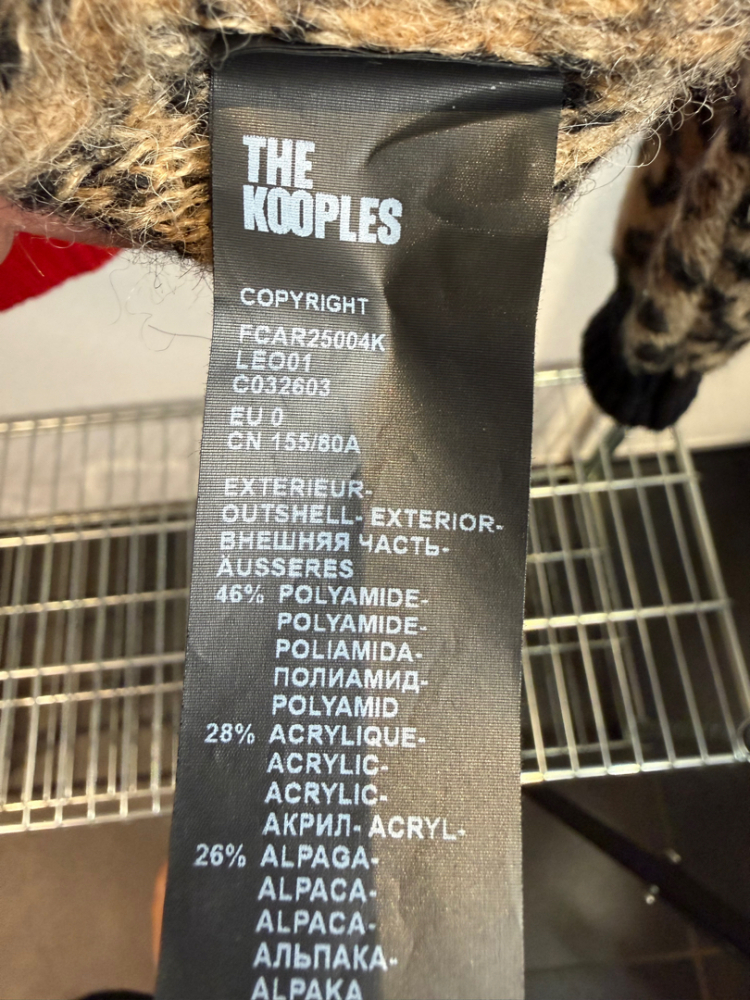 THE
KOOPLES
COPYRIGHT
FCAR25004K
LEO01
C032603
EU 0
CN 155/80A
EXTERIEUR-
OUTSHELL- EXTERIOR-
ВНЕШНЯЯ ЧАСТЬ-
ÄUSSERES
46% POLYAMIDE-
POLYAMIDE-
POLIAMIDA-
ПОЛИАМИД-
POLYAMID
28% ACRYLIQUE-
ACRYLIC-
ACRYLIC-
АКРИЛ- ACRYL-
26% ALPAGA-
ALPACA-
ALPACA-
АЛЬПАКА-
ALPAKA